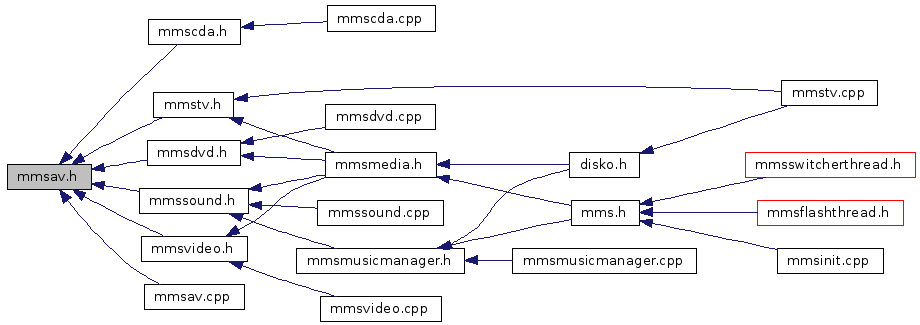 mmscda.cpp
mmscda.h
mmstv.cpp
mmstv.h
mmsdvd.cpp
mmsdvd.h
mmsmedia.h
disko.h
mmsswitcherthread.h
mmsav.h
mmssound.h
mmssound.cpp
mms.h
mmsflashthread.h
mmsvideo.h
mmsmusicmanager.h
mmsmusicmanager.cpp
mmsinit.cpp
mmsav.cpp
mmsvideo.cpp